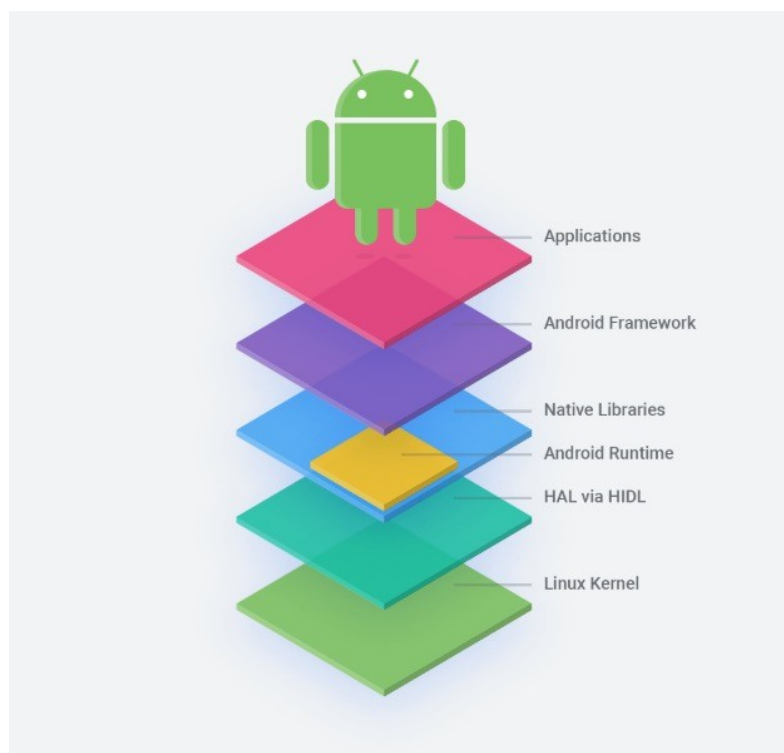 Applications
Android Framework
Native Libraries
Android Runtime
HAL via HIDL
Linux Kernel